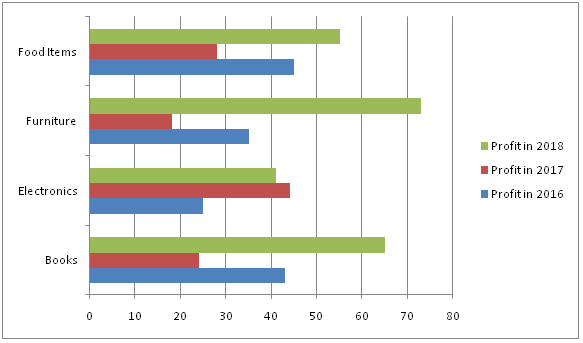 Food Items
Furniture
Electronics
Books
Profit in 2018
Profit in 2017
Profit in 2016
0 10 20 30 40 50 60 70 80